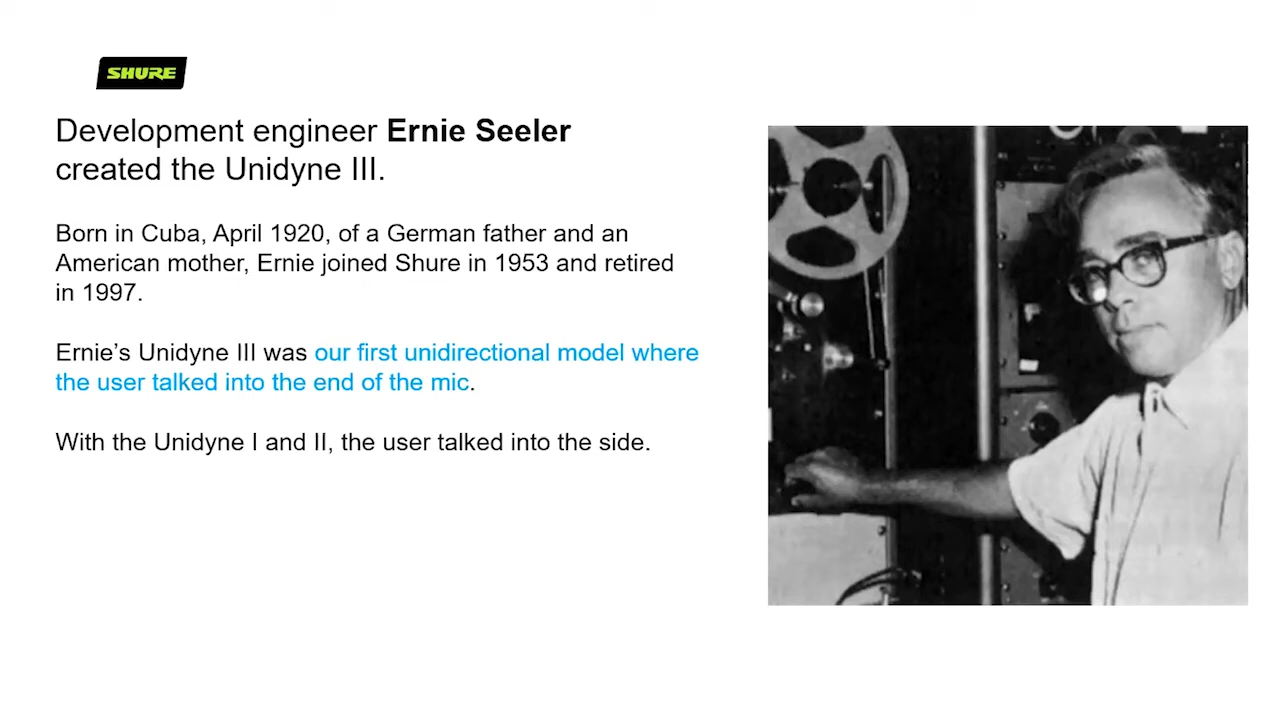 SHURE
Development engineer Ernie Seeler
created the Unidyne III.
Born in Cuba, April 1920, of a German father and an
American mother, Ernie joined Shure in 1953 and retired
in 1997.
Ernie’s Unidyne III was our first unidirectional model where
the user talked into the end of the mic.
With the Unidyne I and II, the user talked into the side.